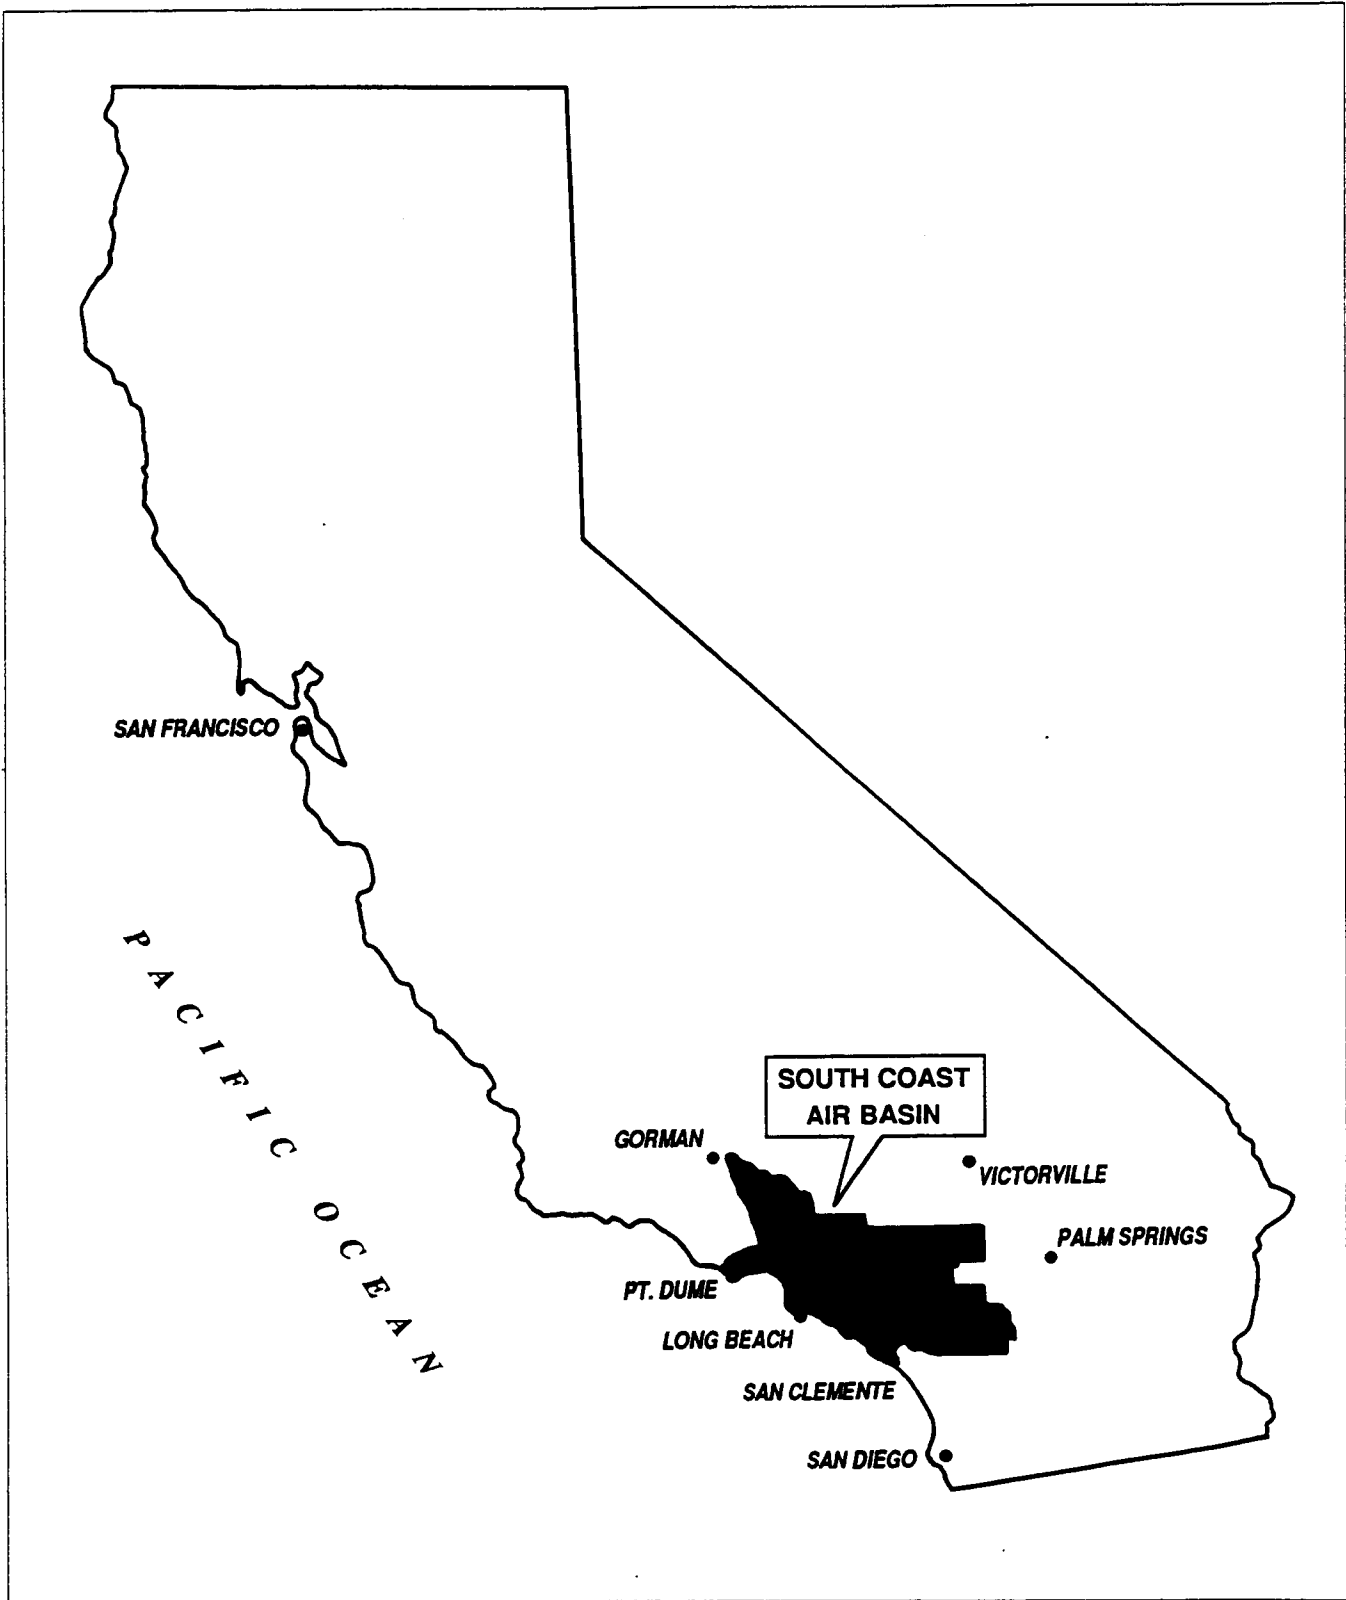 SAN FRANCISCO
PACIFIC OCEAN
SOUTH COAST
AIR BASIN
GORMAN
VICTORVILLE
PALM SPRINGS
PT. DUME
LONG BEACH
SAN CLEMENTE
SAN DIEGO